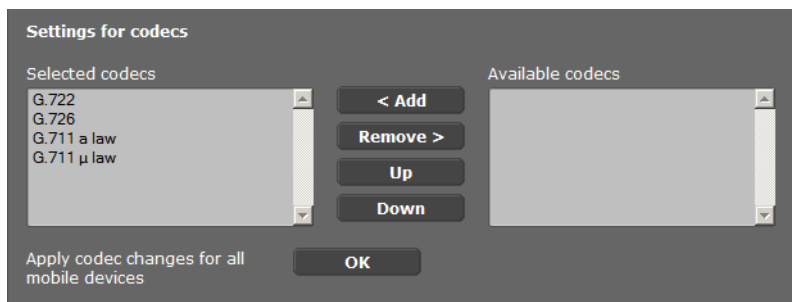 Settings for codecs
Selected codecs
G.722
G.726
G.711 a law
G.711 µ law
< Add
Remove >
Up
Down
Available codecs
Apply codec changes for all
mobile devices
OK